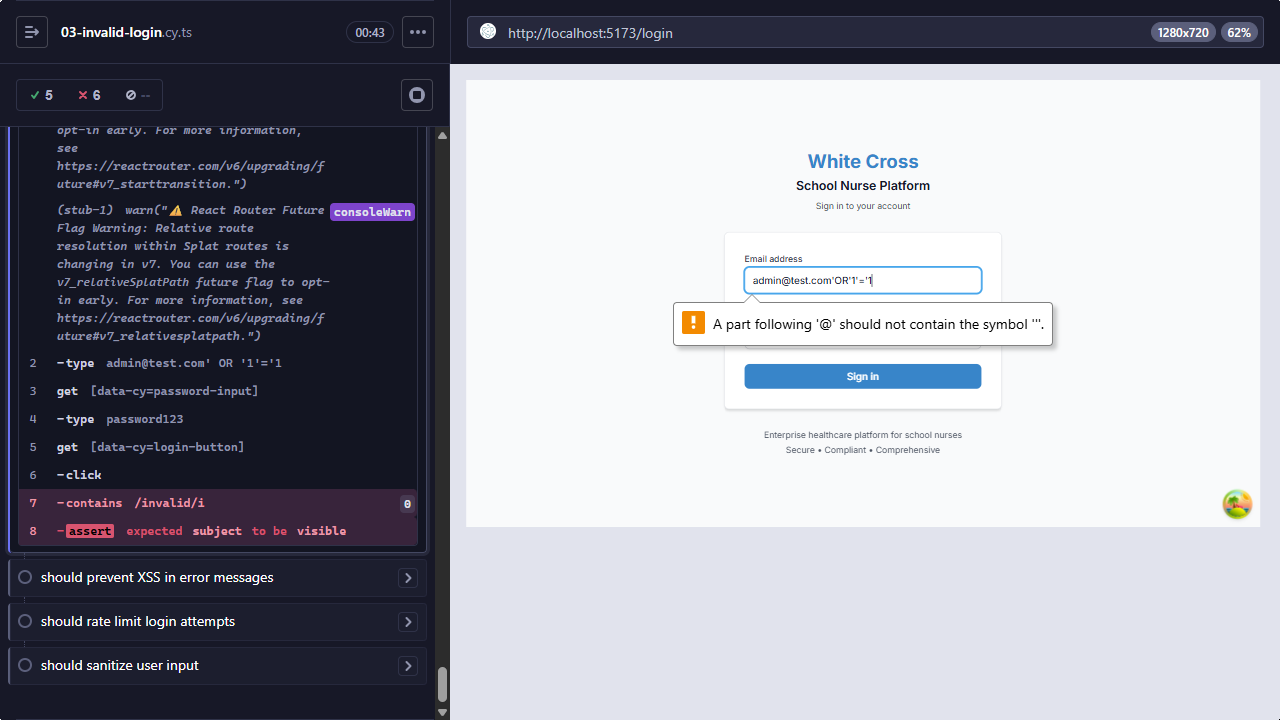 03-invalid-login.cy.ts
00:43
5
6
--
opt-in early. For more information,
see
https://reactrouter.com/v6/upgrading/f
uture#v7_starttransition.")
(stub-1) warn("⚠️ React Router Future
consoleWarn
Flag Warning: Relative route
resolution within Splat routes is
changing in v7. You can use the
v7_relativeSplatPath future flag to opt-
in early. For more information, see
https://reactrouter.com/v6/upgrading/f
uture#v7_relativesplatpath.")
2 -type admin@test.com' OR '1'='1
3 get [data-cy=password-input]
4 -type password123
5 get [data-cy=login-button]
6 -click
7 -contains /invalid/i 0
8 -assert expected subject to be visible
should prevent XSS in error messages
should rate limit login attempts
should sanitize user input
http://localhost:5173/login
1280x720
62%
White Cross
School Nurse Platform
Sign in to your account
Email address
admin@test.com'OR'1'='1
A part following '@' should not contain the symbol '''.
Sign in
Enterprise healthcare platform for school nurses
Secure • Compliant • Comprehensive